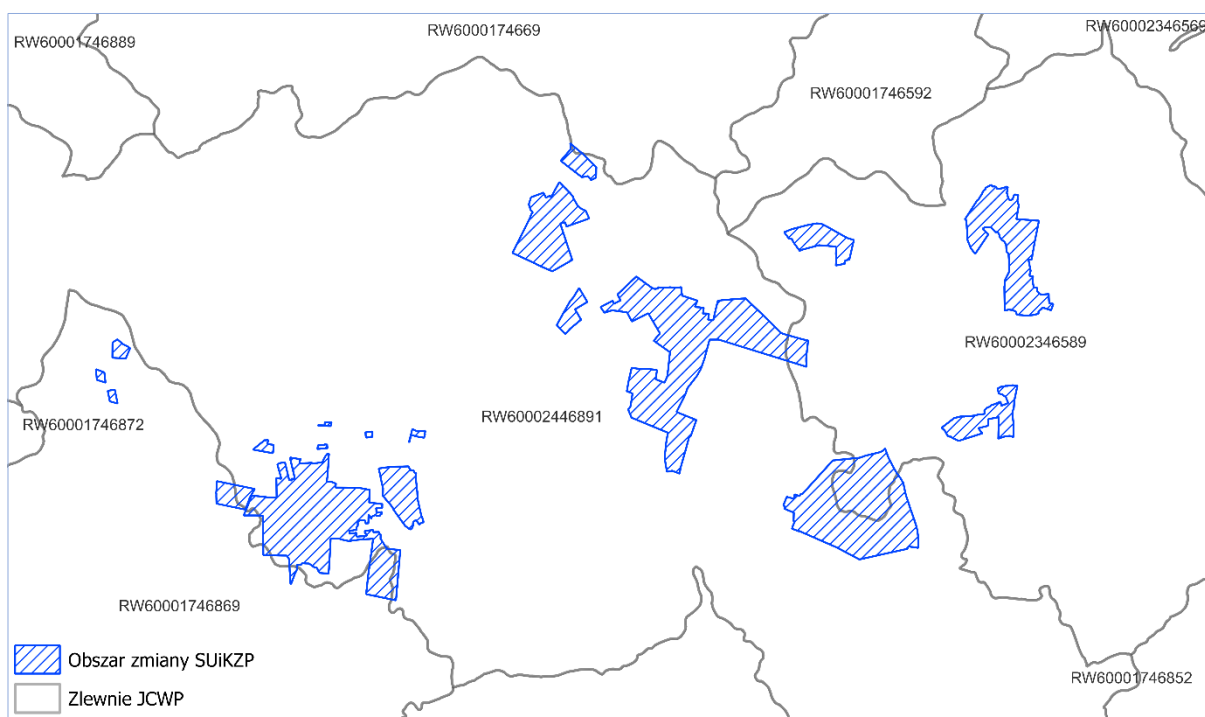 RW60002346569
RW60001746889
RW6000174669
RW60001746592
RW60002346589
RW60002446891
RW60001746872
RW60001746869
Obszar zmiany SUiKZP
RW60001746852
Zlewnie JCWP